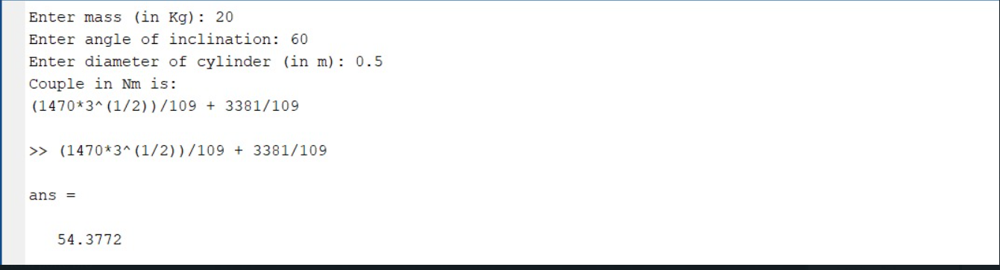 Enter mass (in Kg): 20
Enter angle of inclination: 60
Enter diameter of cylinder (in m): 0.5
Couple in Nm is:
(1470*3^(1/2))/109 + 3381/109
>> (1470*3^(1/2))/109 + 3381/109
ans =
54.3772